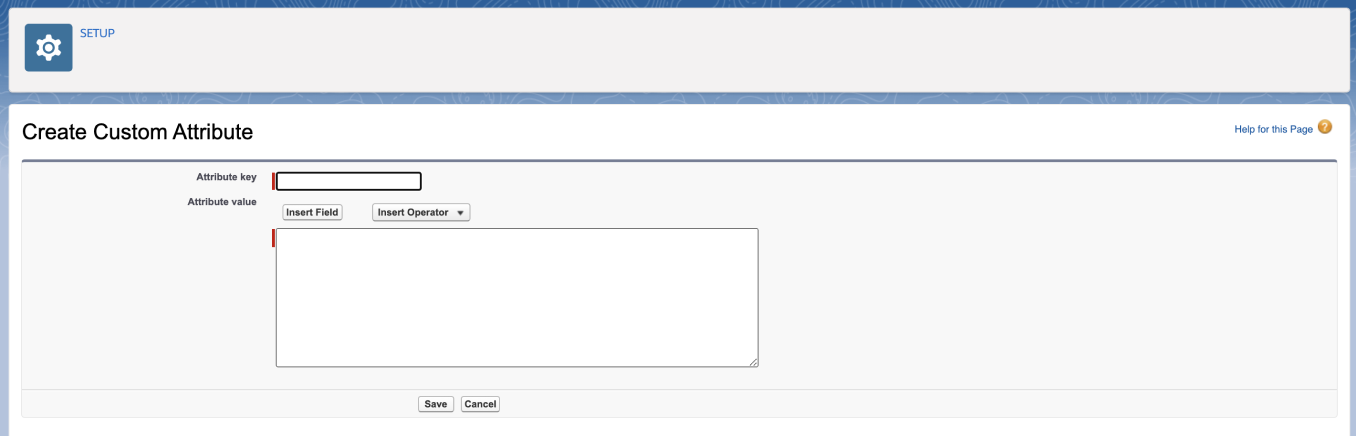 SETUP
Create Custom Attribute
Help for this Page ?
Attribute key
Attribute value
Insert Field Insert Operator
Save Cancel